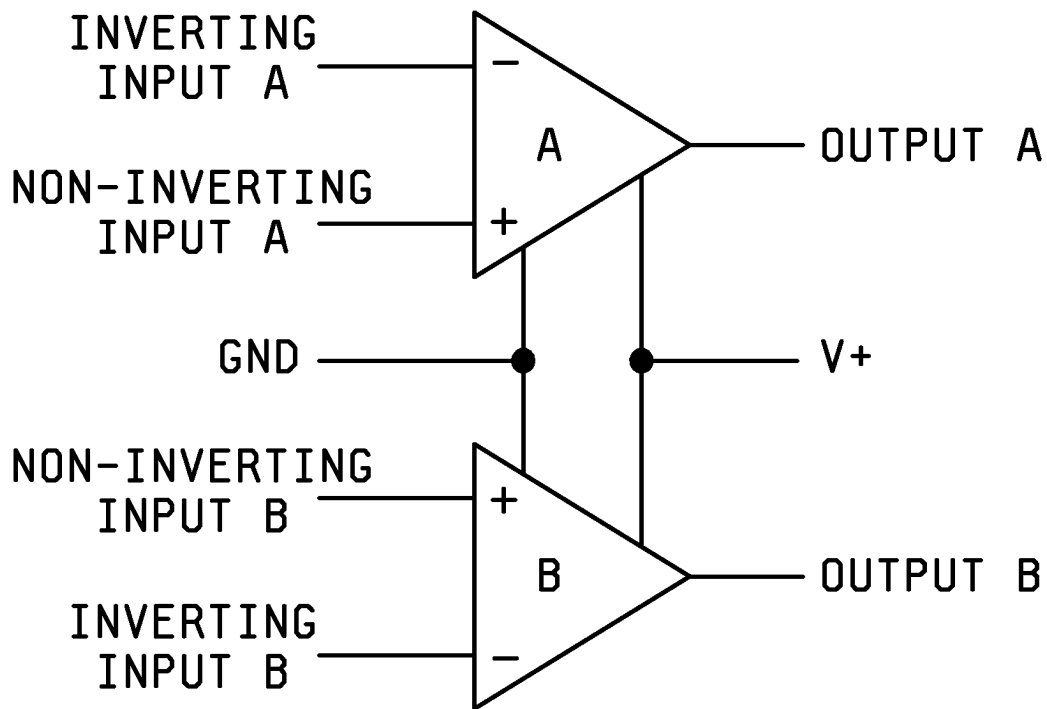 INVERTING
INPUT A
−
A
OUTPUT A
NON-INVERTING
INPUT A
+
GND
V+
NON-INVERTING
INPUT B
+
B
OUTPUT B
INVERTING
INPUT B
−